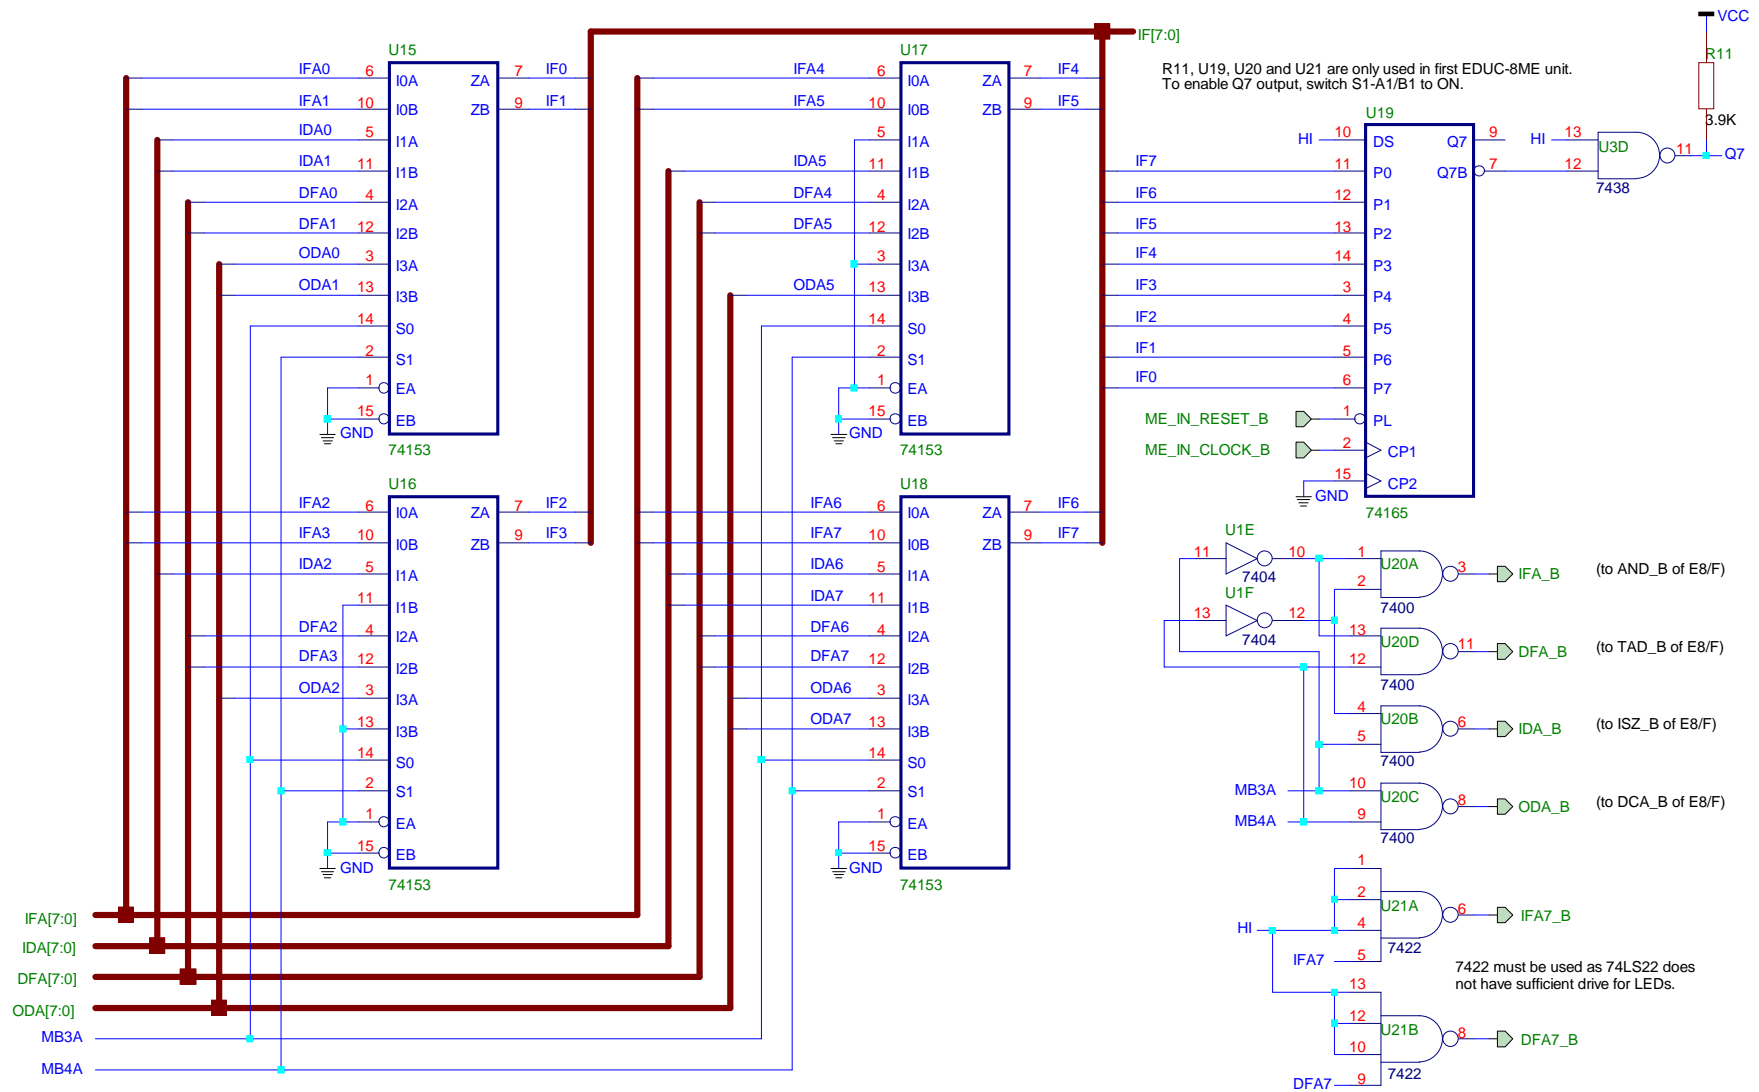 VCC
R11
3.9K
IF[7:0]
R11, U19, U20 and U21 are only used in first EDUC-8ME unit.
To enable Q7 output, switch S1-A1/B1 to ON.
U15
IFA0 6 I0A ZA 7 IF0
IFA1 10 I0B ZB 9 IF1
IDA0 5 I1A
IDA1 11 I1B
DFA0 4 I2A
DFA1 12 I2B
ODA0 3 I3A
ODA1 13 I3B
14 S0
2 S1
1 EA
15 EB
GND
74153
U17
IFA4 6 I0A ZA 7 IF4
IFA5 10 I0B ZB 9 IF5
5 I1A
IDA5 11 I1B
DFA4 4 I2A
DFA5 12 I2B
3 I3A
ODA5 13 I3B
14 S0
2 S1
1 EA
15 EB
GND
74153
U19
HI 10 DS Q7 9
IF7 11 P0 Q7B 7
IF6 12 P1
IF5 13 P2
IF4 14 P3
IF3 3 P4
IF2 4 P5
IF1 5 P6
IF0 6 P7
ME_IN_RESET_B 1 PL
ME_IN_CLOCK_B 2 CP1
15 CP2
GND
74165
HI 13 U3D 11 Q7
12
7438
U16
IFA2 6 I0A ZA 7 IF2
IFA3 10 I0B ZB 9 IF3
IDA2 5 I1A
11 I1B
DFA2 4 I2A
DFA3 12 I2B
ODA2 3 I3A
13 I3B
14 S0
2 S1
1 EA
15 EB
GND
74153
U18
IFA6 6 I0A ZA 7 IF6
IFA7 10 I0B ZB 9 IF7
IDA6 5 I1A
IDA7 11 I1B
DFA6 4 I2A
DFA7 12 I2B
ODA6 3 I3A
ODA7 13 I3B
14 S0
2 S1
1 EA
15 EB
GND
74153
U1E
11 10
7404
U1F
13 12
7404
1 U20A 3 IFA_B (to AND_B of E8/F)
2
7400
13 U20D 11 DFA_B (to TAD_B of E8/F)
12
7400
4 U20B 6 IDA_B (to ISZ_B of E8/F)
5
7400
MB3A 10 U20C 8 ODA_B (to DCA_B of E8/F)
MB4A 9
7400
1
2 U21A 6 IFA7_B
HI 4
7422
IFA7 5
7422 must be used as 74LS22 does
not have sufficient drive for LEDs.
13
12 U21B 8 DFA7_B
10
7422
DFA7 9
IFA[7:0]
IDA[7:0]
DFA[7:0]
ODA[7:0]
MB3A
MB4A